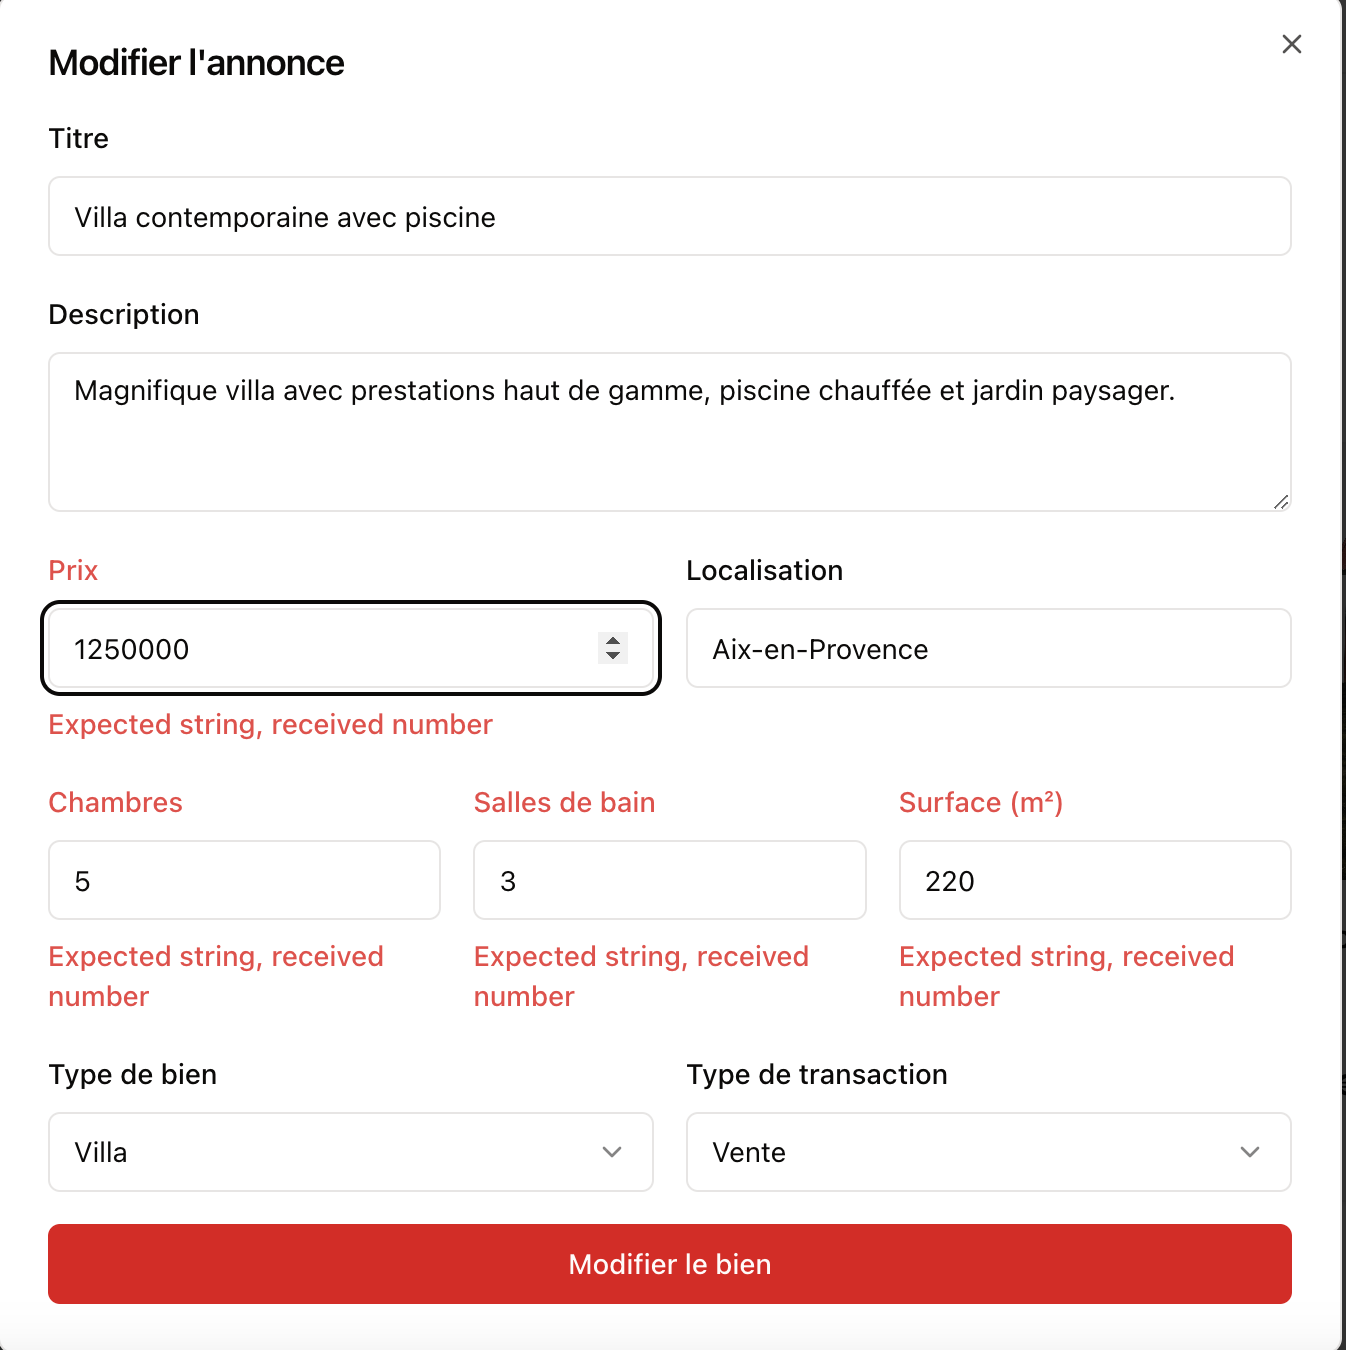 Modifier l'annonce
Titre
Villa contemporaine avec piscine
Description
Magnifique villa avec prestations haut de gamme, piscine chauffée et jardin paysager.
Prix
Localisation
1250000
Aix-en-Provence
Expected string, received number
Chambres
Salles de bain
Surface (m²)
5
3
220
Expected string, received
number
Expected string, received
number
Expected string, received
number
Type de bien
Type de transaction
Villa
Vente
Modifier le bien